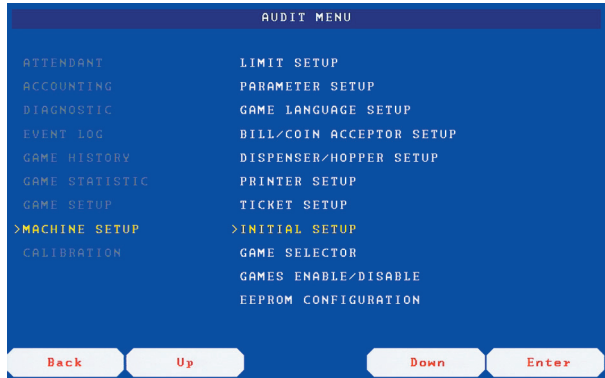 AUDIT MENU
ATTENDANT
ACCOUNTING
DIAGNOSTIC
EVENT LOG
GAME HISTORY
GAME STATISTIC
GAME SETUP
>MACHINE SETUP
CALIBRATION
LIMIT SETUP
PARAMETER SETUP
GAME LANGUAGE SETUP
BILL/COIN ACCEPTOR SETUP
DISPENSER/HOPPER SETUP
PRINTER SETUP
TICKET SETUP
>INITIAL SETUP
GAME SELECTOR
GAMES ENABLE/DISABLE
EEPROM CONFIGURATION
Back Up Down Enter